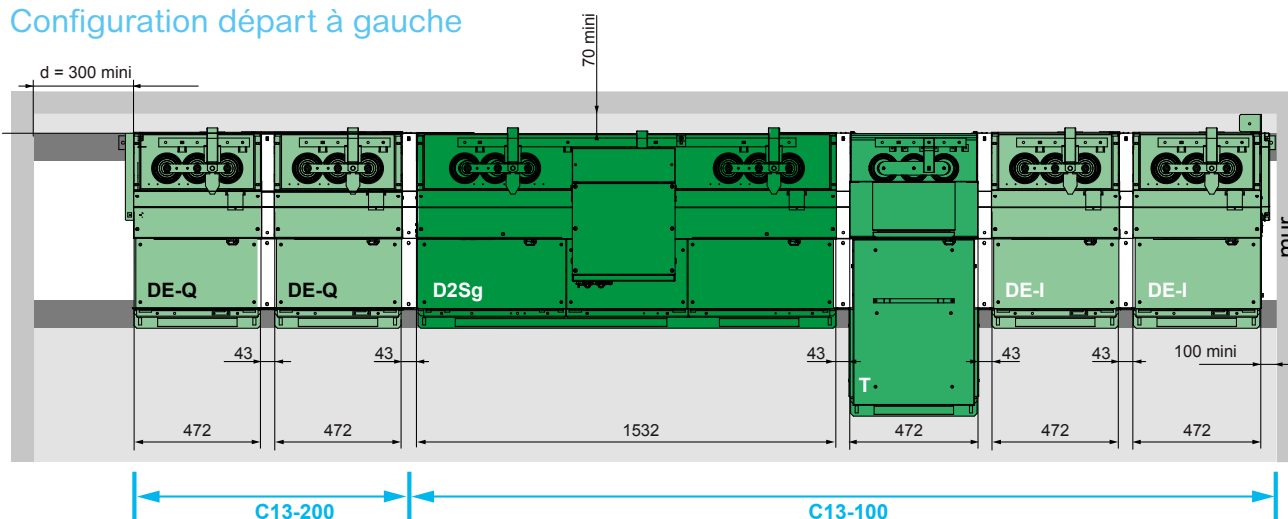 Configuration départ à gauche
70 mini
d = 300 mini
mur
DE-Q
DE-Q
D2Sg
T
DE-I
DE-I
43
43
43
43
43
100 mini
472
472
1532
472
472
472
C13-200
C13-100